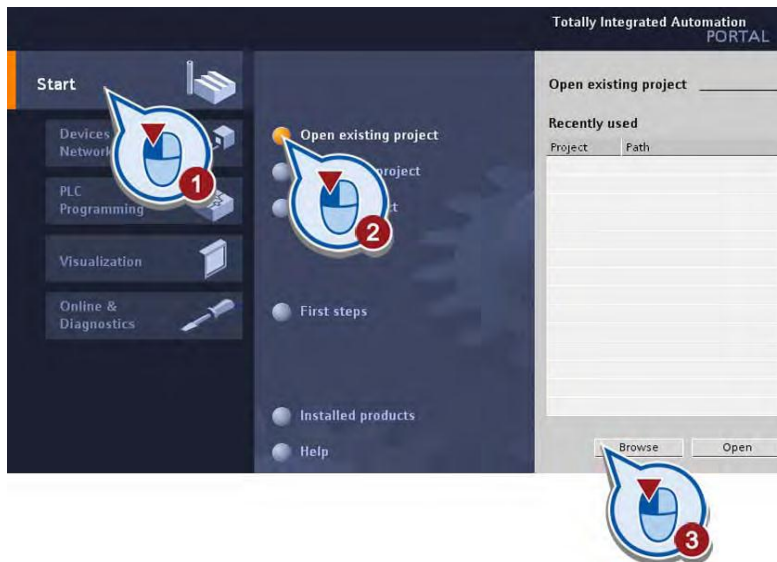 Totally Integrated Automation
PORTAL
Start
Devices
Network
PLC
Programming
Visualization
Online &
Diagnostics
1
Open existing project
project
2
First steps
Installed products
Help
Open existing project
Recently used
Project Path
Browse Open
3